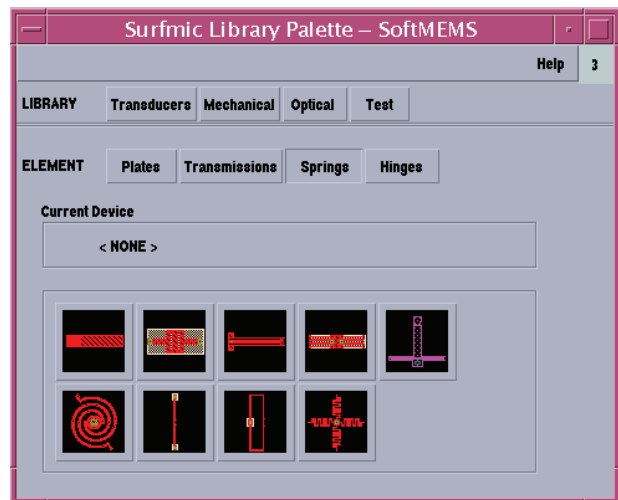 Surfmic Library Palette – SoftMEMS
Help 3
LIBRARY Transducers Mechanical Optical Test
ELEMENT Plates Transmissions Springs Hinges
Current Device
< NONE >